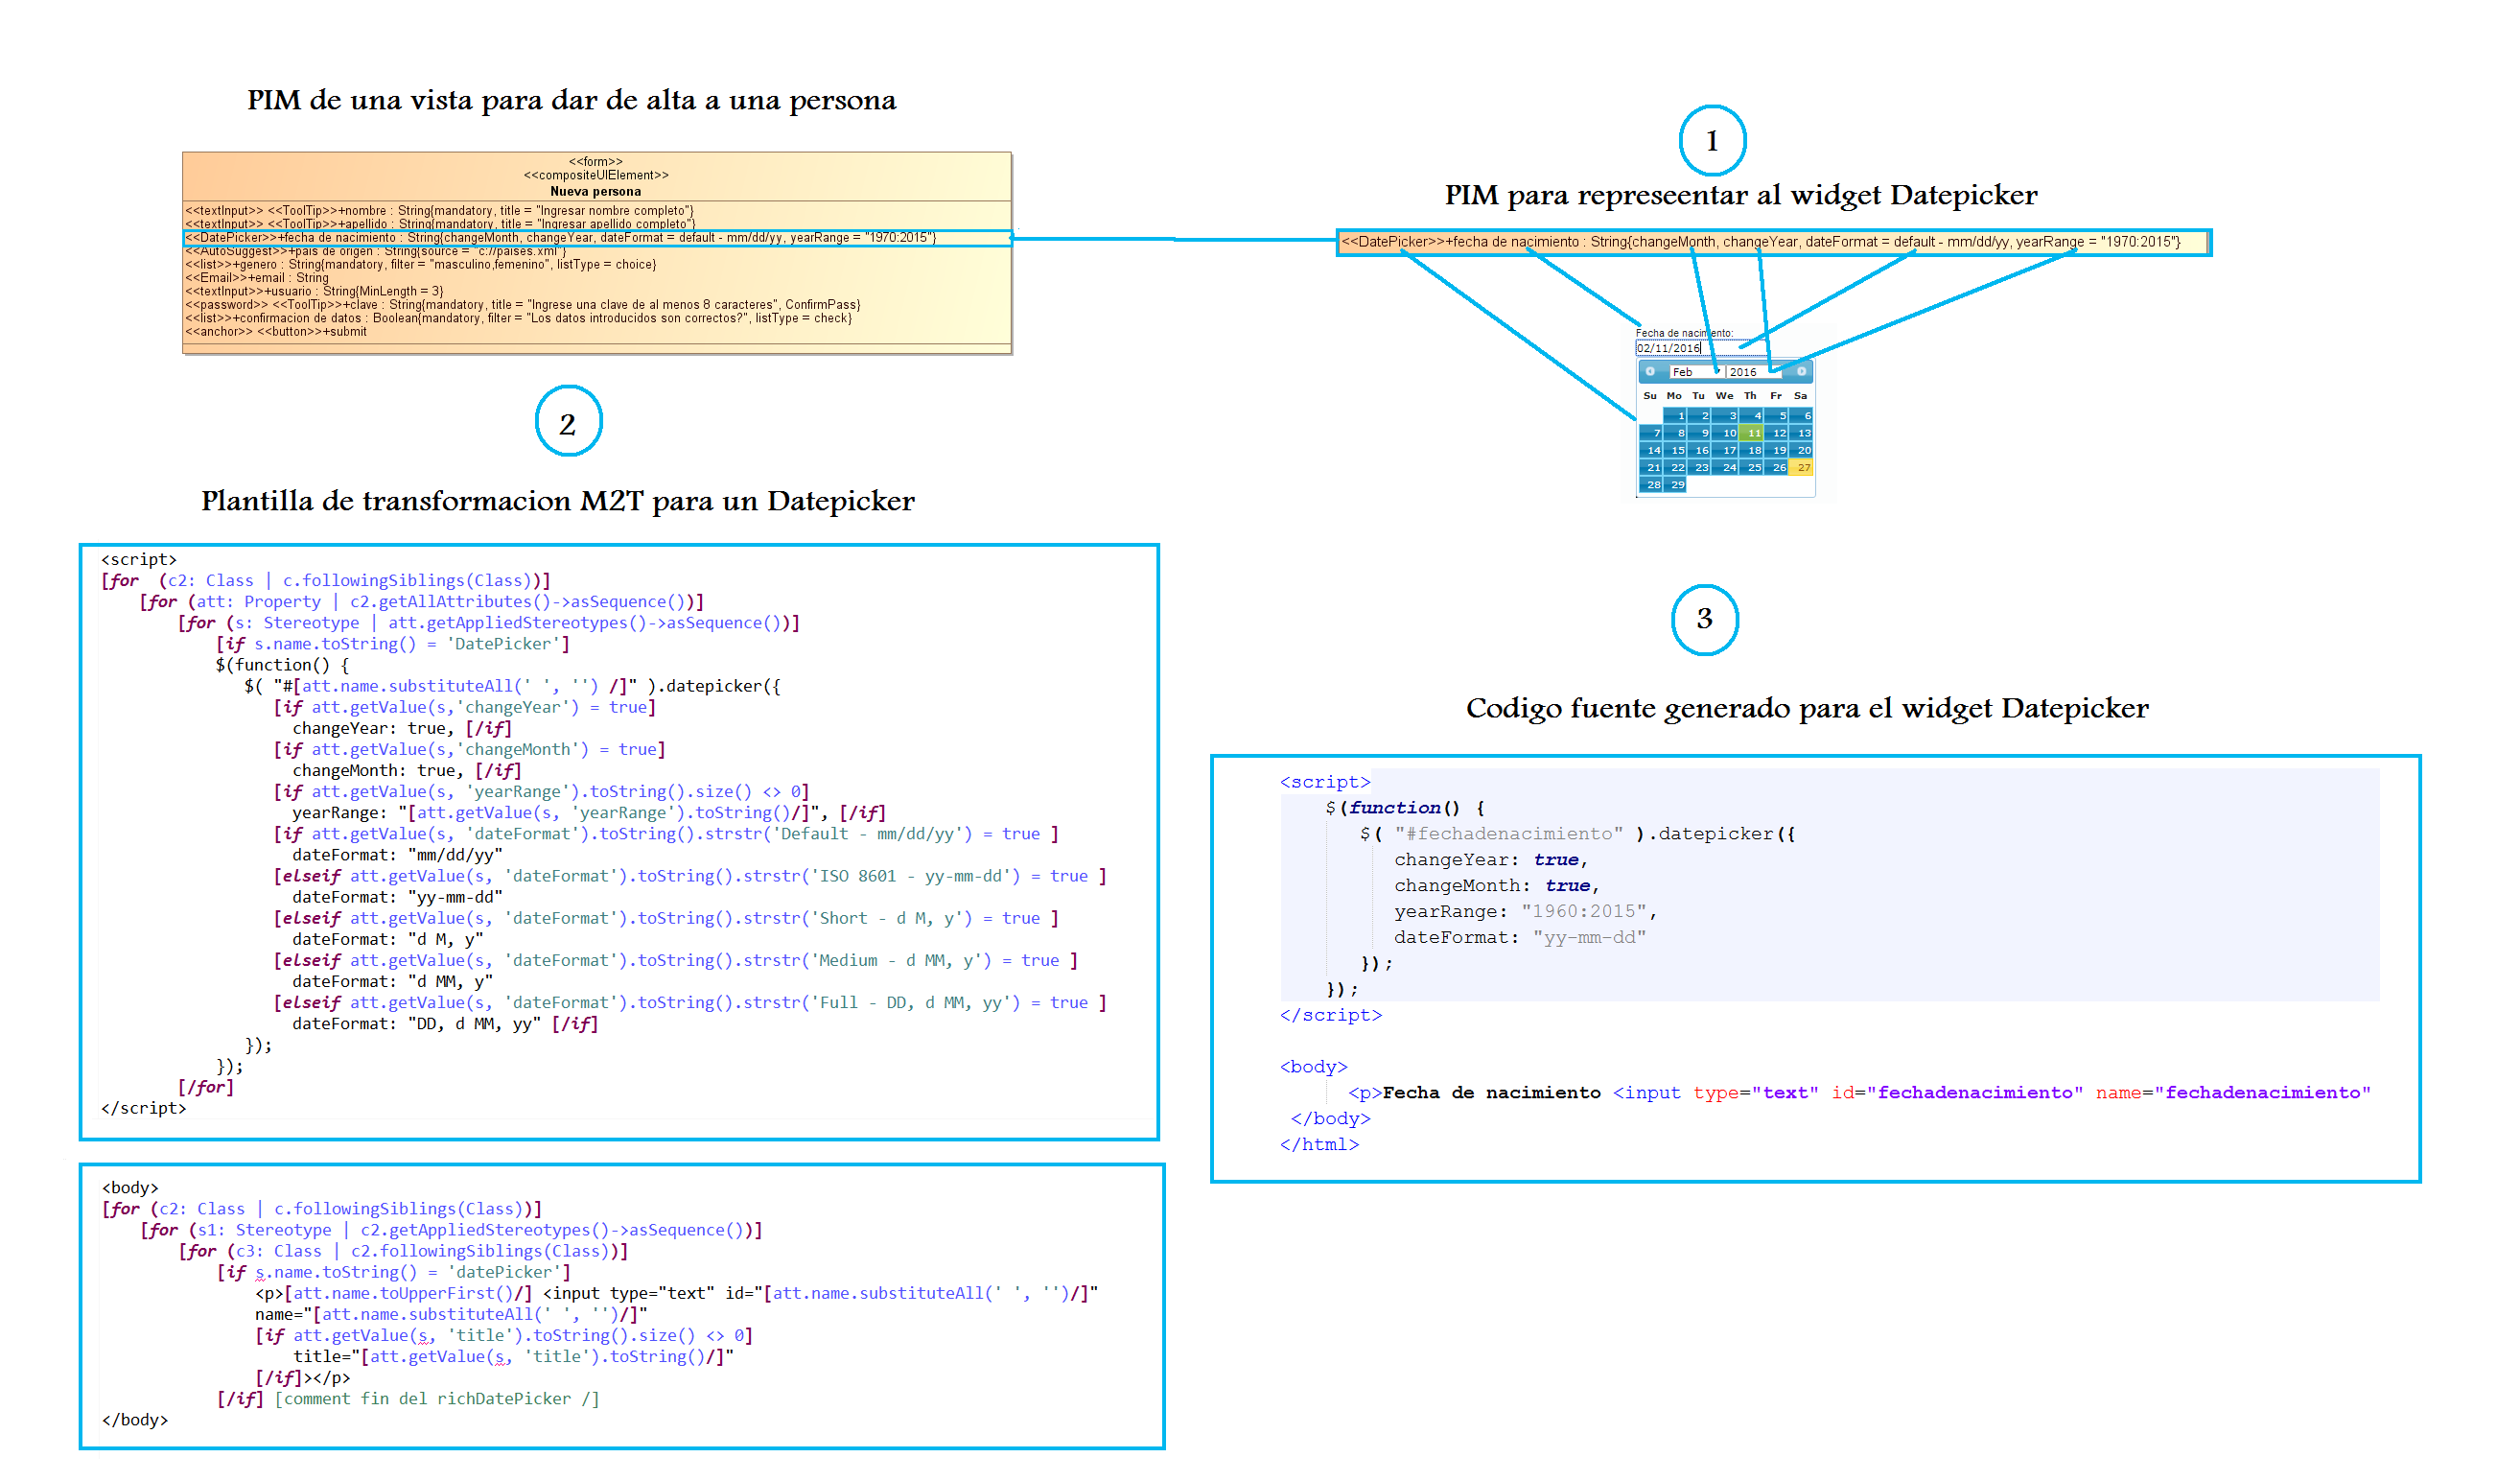 PIM de una vista para dar de alta a una persona
<<form>>
<<compositeUIElement>>
Nueva persona
<<textInput>> <<ToolTip>>+nombre : String{mandatory, title = "Ingresar nombre completo"}
<<textInput>> <<ToolTip>>+apellido : String{mandatory, title = "Ingresar apellido completo"}
<<DatePicker>>+fecha de nacimiento : String{changeMonth, changeYear, dateFormat = default - mm/dd/yy, yearRange = "1970:2015"}
<<AutoSuggest>>+pais de origen : String{source = "c://paises.xml"}
<<list>>+genero : String{mandatory, filter = "masculino,femenino", listType = choice}
<<Email>>+email : String
<<textInput>>+usuario : String{MinLength = 3}
<<password>> <<ToolTip>>+clave : String{mandatory, title = "Ingrese una clave de al menos 8 caracteres", ConfirmPass}
<<list>>+confirmacion de datos : Boolean{mandatory, filter = "Los datos introducidos son correctos?", listType = check}
<<anchor>> <<button>>+submit
1
PIM para represeentar al widget Datepicker
<<DatePicker>>+fecha de nacimiento : String{changeMonth, changeYear, dateFormat = default - mm/dd/yy, yearRange = "1970:2015"}
Fecha de nacimiento:
02/11/2016
Feb 2016
Su Mo Tu We Th Fr Sa
1 2 3 4 5 6
7 8 9 10 11 12 13
14 15 16 17 18 19 20
21 22 23 24 25 26 27
28 29
2
Plantilla de transformacion M2T para un Datepicker
<script>
[for  (c2: Class | c.followingSiblings(Class))]
[for (att: Property | c2.getAllAttributes()->asSequence())]
[for (s: Stereotype | att.getAppliedStereotypes()->asSequence())]
[if s.name.toString() = 'DatePicker']
$(function() {
$( "#[att.name.substituteAll(' ', '') /]" ).datepicker({
[if att.getValue(s,'changeYear') = true]
changeYear: true, [/if]
[if att.getValue(s,'changeMonth') = true]
changeMonth: true, [/if]
[if att.getValue(s, 'yearRange').toString().size() <> 0]
yearRange: "[att.getValue(s, 'yearRange').toString()/]", [/if]
[if att.getValue(s, 'dateFormat').toString().strstr('Default - mm/dd/yy') = true ]
dateFormat: "mm/dd/yy"
[elseif att.getValue(s, 'dateFormat').toString().strstr('ISO 8601 - yy-mm-dd') = true ]
dateFormat: "yy-mm-dd"
[elseif att.getValue(s, 'dateFormat').toString().strstr('Short - d M, y') = true ]
dateFormat: "d M, y"
[elseif att.getValue(s, 'dateFormat').toString().strstr('Medium - d MM, y') = true ]
dateFormat: "d MM, y"
[elseif att.getValue(s, 'dateFormat').toString().strstr('Full - DD, d MM, yy') = true ]
dateFormat: "DD, d MM, yy" [/if]
});
});
[/for]
</script>
<body>
[for (c2: Class | c.followingSiblings(Class))]
[for (s1: Stereotype | c2.getAppliedStereotypes()->asSequence())]
[for (c3: Class | c2.followingSiblings(Class))]
[if s.name.toString() = 'datePicker']
<p>[att.name.toUpperFirst()/] <input type="text" id="[att.name.substituteAll(' ', '')/]"
name="[att.name.substituteAll(' ', '')/]"
[if att.getValue(s, 'title').toString().size() <> 0]
title="[att.getValue(s, 'title').toString()/]"
[/if]></p>
[/if] [comment fin del richDatePicker /]
</body>
3
Codigo fuente generado para el widget Datepicker
<script>
$(function() {
$( "#fechadenacimiento" ).datepicker({
changeYear: true,
changeMonth: true,
yearRange: "1960:2015",
dateFormat: "yy-mm-dd"
});
});
</script>
<body>
<p>Fecha de nacimiento <input type="text" id="fechadenacimiento" name="fechadenacimiento"
</body>
</html>